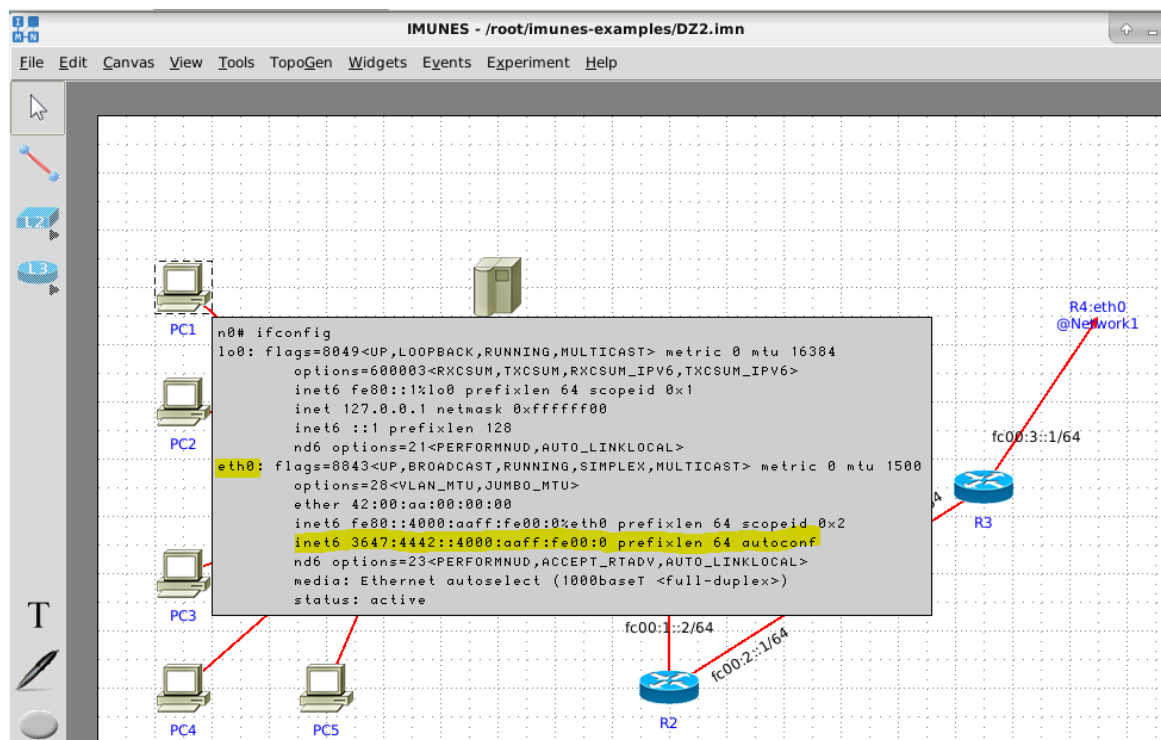 IMUNES - /root/imunes-examples/DZ2.imn
File Edit Canvas View Tools TopoGen Widgets Events Experiment Help
L2
L3
T
PC1
PC2
PC3
PC4
PC5
n0# ifconfig
lo0: flags=8049<UP,LOOPBACK,RUNNING,MULTICAST> metric 0 mtu 16384
options=600003<RXCSUM,TXCSUM,RXCSUM_IPV6,TXCSUM_IPV6>
inet6 fe80::1%lo0 prefixlen 64 scopeid 0x1
inet 127.0.0.1 netmask 0xffffff00
inet6 ::1 prefixlen 128
nd6 options=21<PERFORMNUD,AUTO_LINKLOCAL>
eth0: flags=8843<UP,BROADCAST,RUNNING,SIMPLEX,MULTICAST> metric 0 mtu 1500
options=28<VLAN_MTU,JUMBO_MTU>
ether 42:00:aa:00:00:00
inet6 fe80::4000:aaff:fe00:0%eth0 prefixlen 64 scopeid 0x2
inet6 3647:4442::4000:aaff:fe00:0 prefixlen 64 autoconf
nd6 options=23<PERFORMNUD,ACCEPT_RTADV,AUTO_LINKLOCAL>
media: Ethernet autoselect (1000baseT <full-duplex>)
status: active
R4:eth0
@Network1
fc00:3::1/64
R3
fc00:1::2/64
fc00:2::1/64
R2